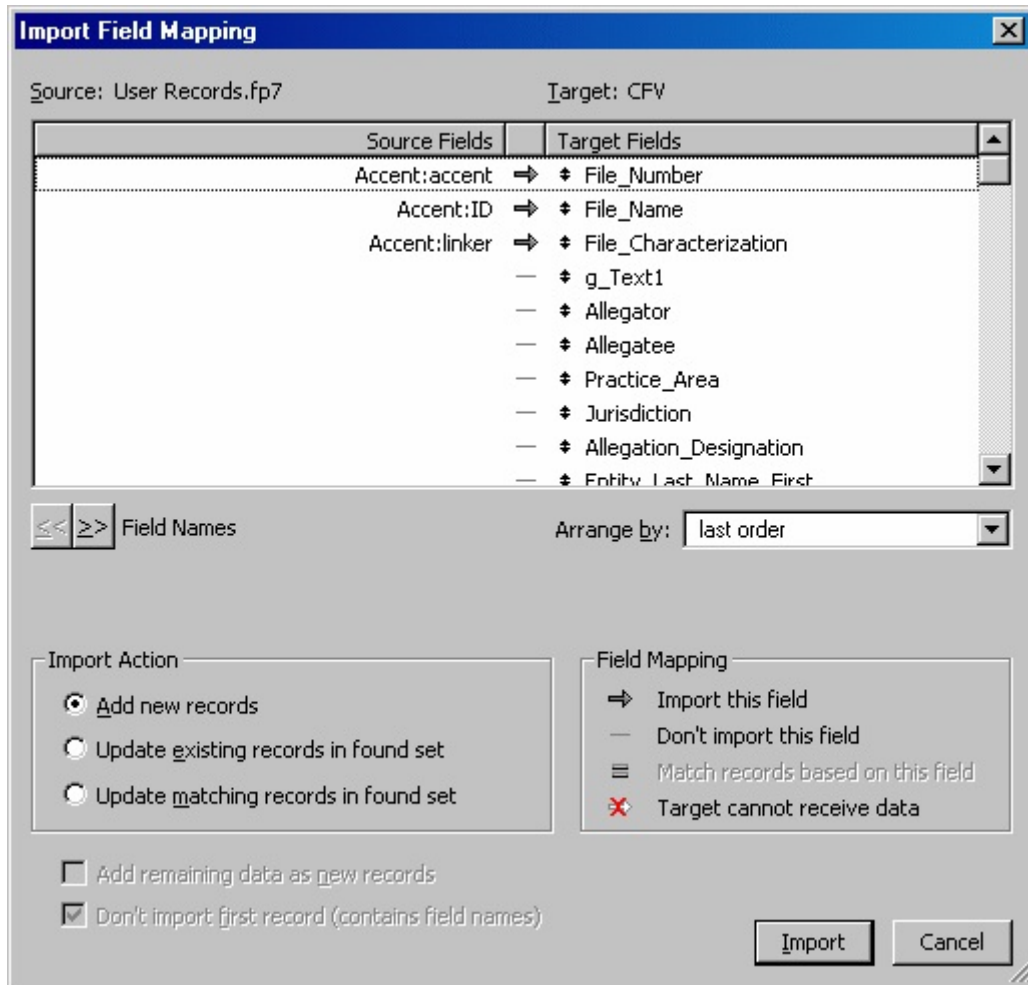 Import Field Mapping
Source: User Records.fp7 Target: CFV
Source Fields Target Fields
Accent:accent File_Number
Accent:ID File_Name
Accent:linker File_Characterization
g_Text1
Allegator
Allegatee
Practice_Area
Jurisdiction
Allegation_Designation
Entity_Last_Name_First
<< >> Field Names Arrange by: last order
Import Action Field Mapping
Add new records Import this field
Update existing records in found set Don't import this field
Update matching records in found set Match records based on this field
Target cannot receive data
Add remaining data as new records
Don't import first record (contains field names)
Import Cancel